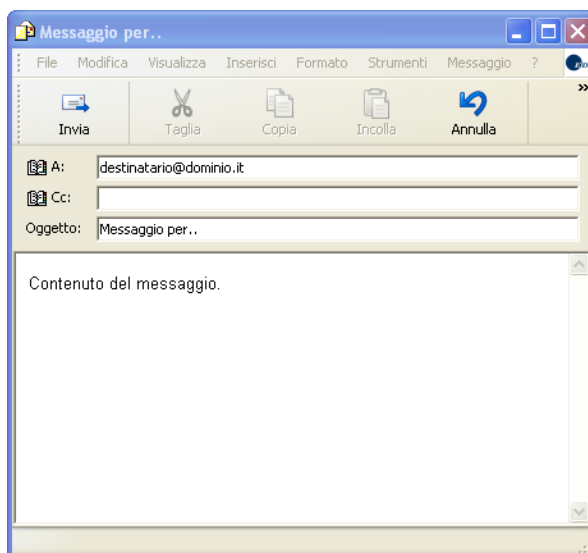 Messaggio per..
File Modifica Visualizza Inserisci Formato Strumenti Messaggio ?
»
Invia Taglia Copia Incolla Annulla
A: destinatario@dominio.it
Cc:
Oggetto: Messaggio per..
Contenuto del messaggio.